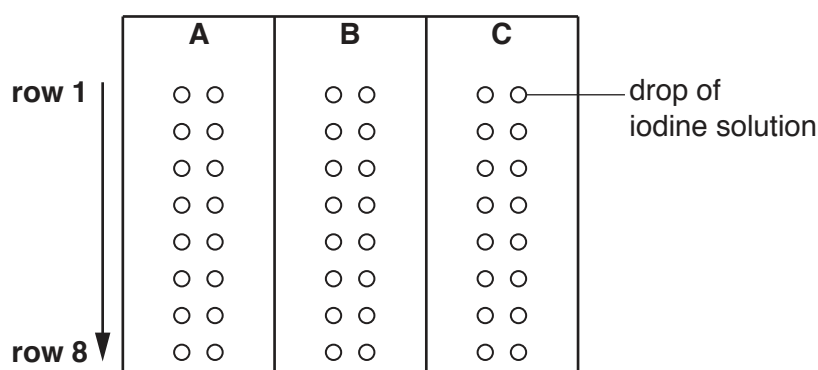 A B C
row 1
drop of
iodine solution
row 8